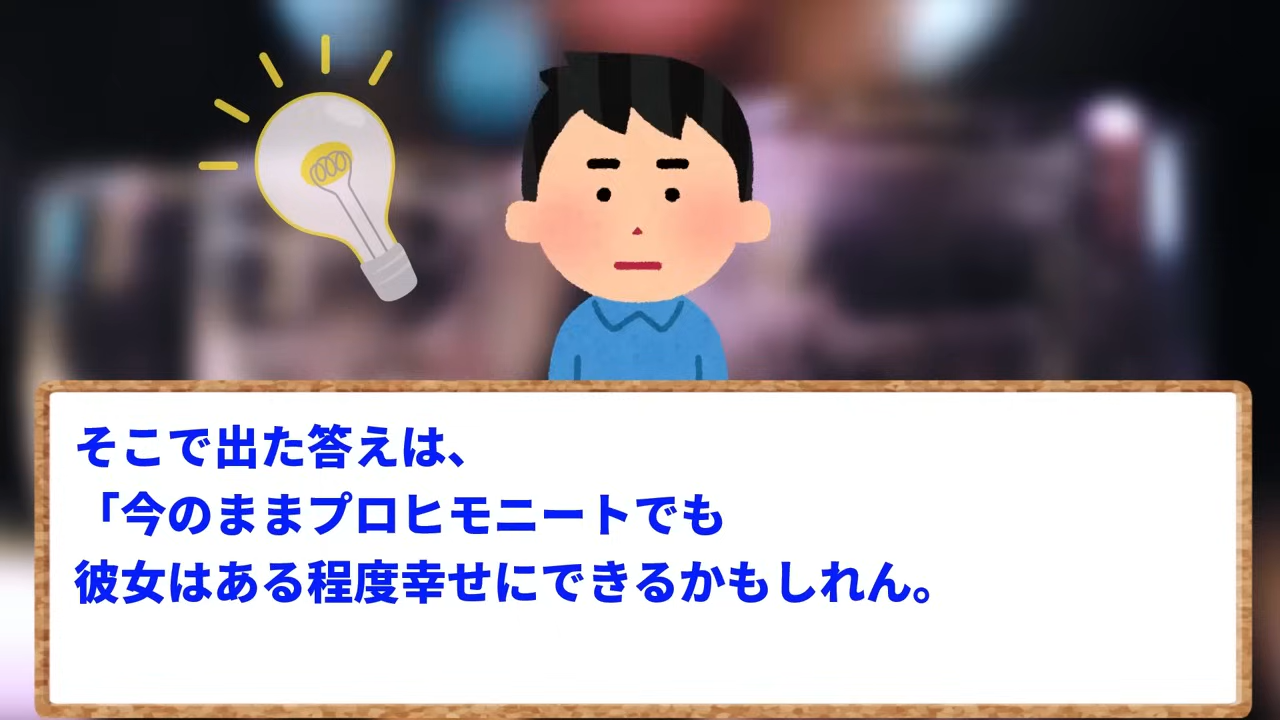 そこで出た答えは、
「今のままプロヒモニートでも
彼女はある程度幸せにできるかもしれん。